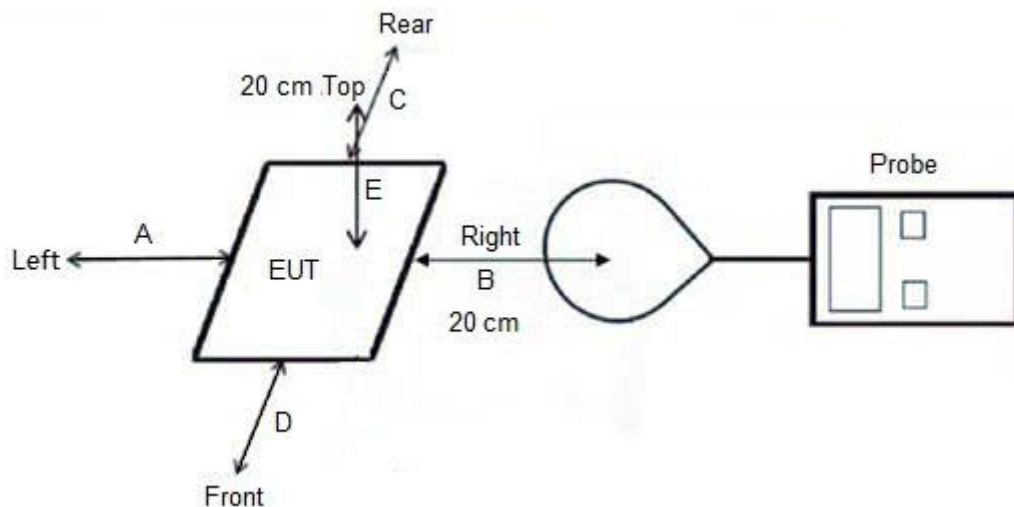 Rear
20 cm .Top
C
Probe
E
A
Right
Left
EUT
B
20 cm
D
Front